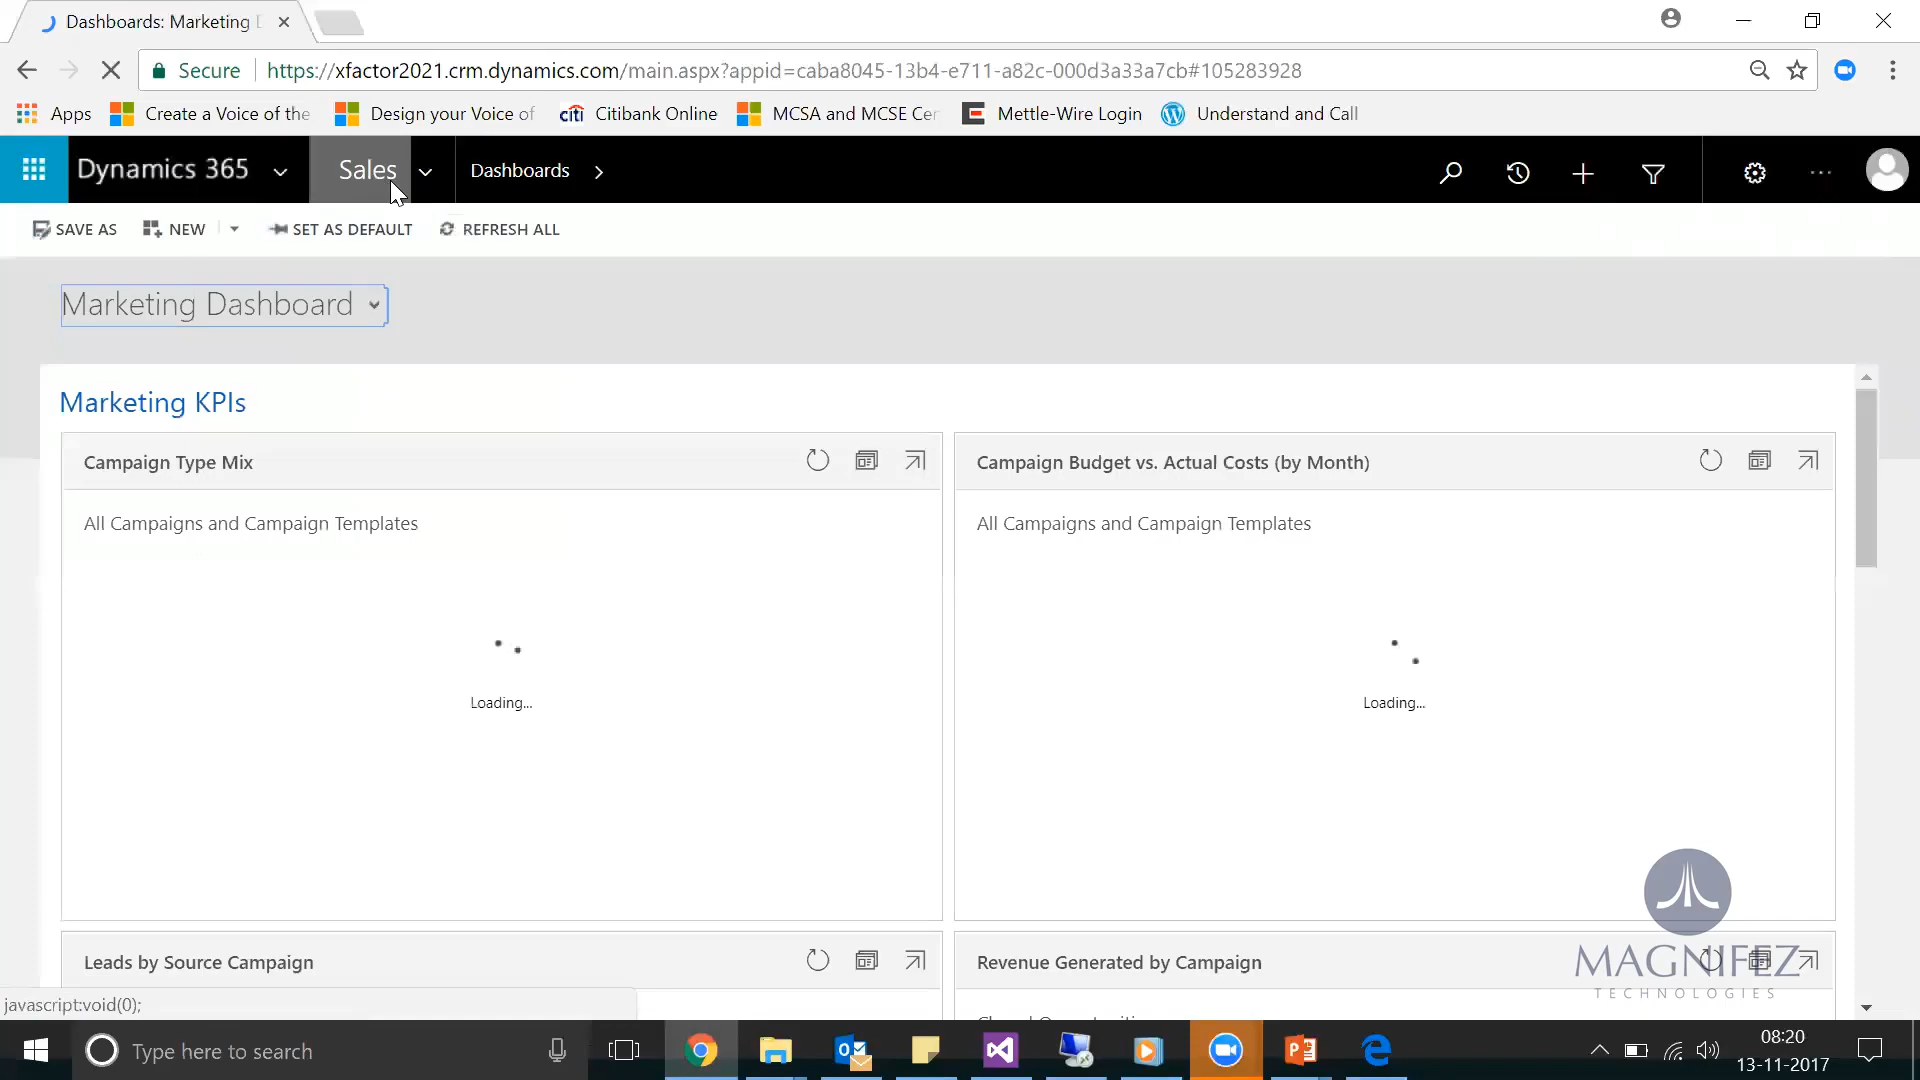 Dashboards: Marketing D
Secure https://xfactor2021.crm.dynamics.com/main.aspx?appid=caba8045-13b4-e711-a82c-000d3a33a7cb#105283928
Apps Create a Voice of the Design your Voice of citi Citibank Online MCSA and MCSE Cer Mettle-Wire Login Understand and Call
Dynamics 365 Sales Dashboards
SAVE AS NEW SET AS DEFAULT REFRESH ALL
Marketing Dashboard
Marketing KPIs
Campaign Type Mix
All Campaigns and Campaign Templates
Loading...
Campaign Budget vs. Actual Costs (by Month)
All Campaigns and Campaign Templates
Loading...
Leads by Source Campaign
Revenue Generated by Campaign
MAGNIFEZ
TECHNOLOGIES
javascript:void(0);
Type here to search
08:20
13-11-2017